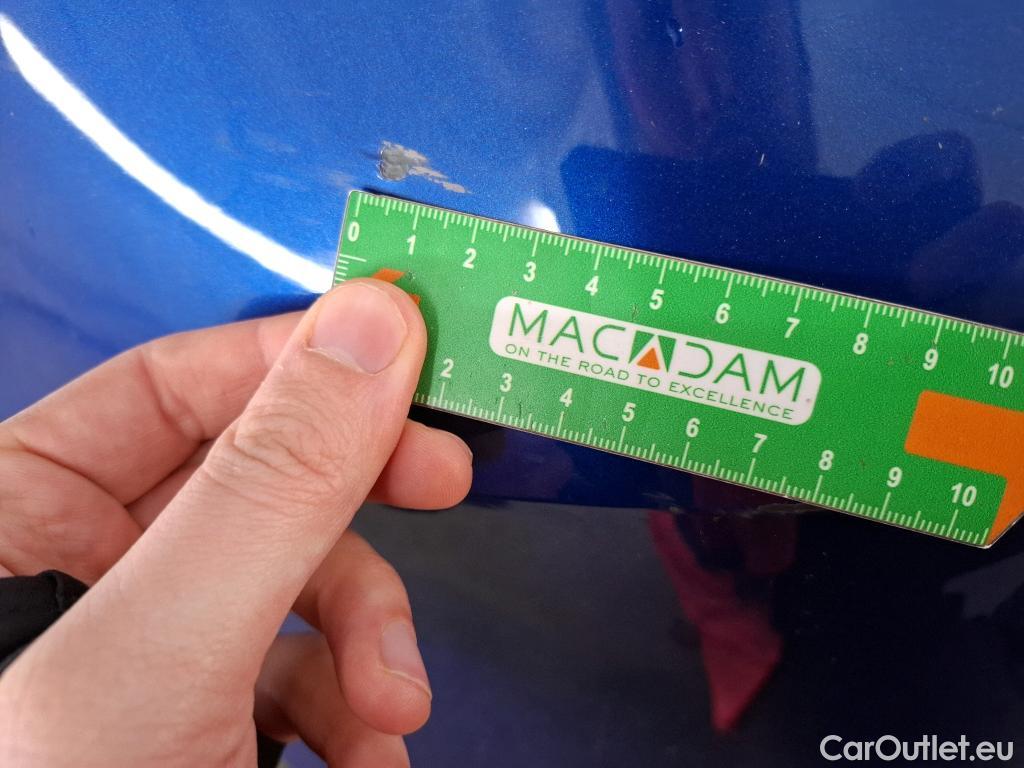 0 1 2 3 4 5 6 7 8 9 10
MACADAM
ON THE ROAD TO EXCELLENCE
2 3 4 5 6 7 8 9 10
CarOutlet.eu